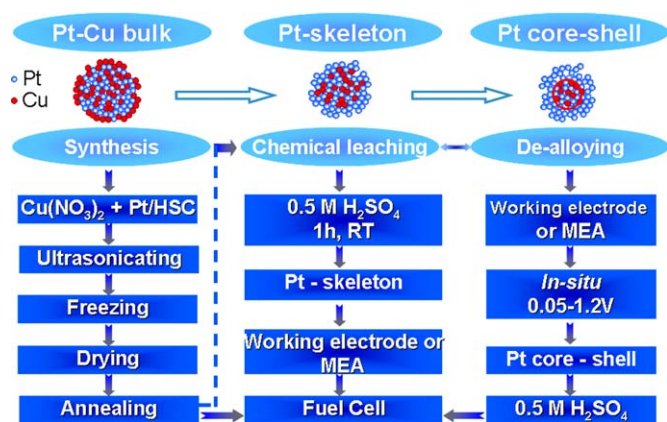 Pt-Cu bulk
Pt-skeleton
Pt core-shell
Pt
Cu
Synthesis
Chemical leaching
De-alloying
Cu(NO₃)₂ + Pt/HSC
Ultrasonicating
Freezing
Drying
Annealing
0.5 M H₂SO₄
1h, RT
Pt - skeleton
Working electrode or
MEA
Fuel Cell
Working electrode
or MEA
In-situ
0.05-1.2V
Pt core - shell
0.5 M H₂SO₄